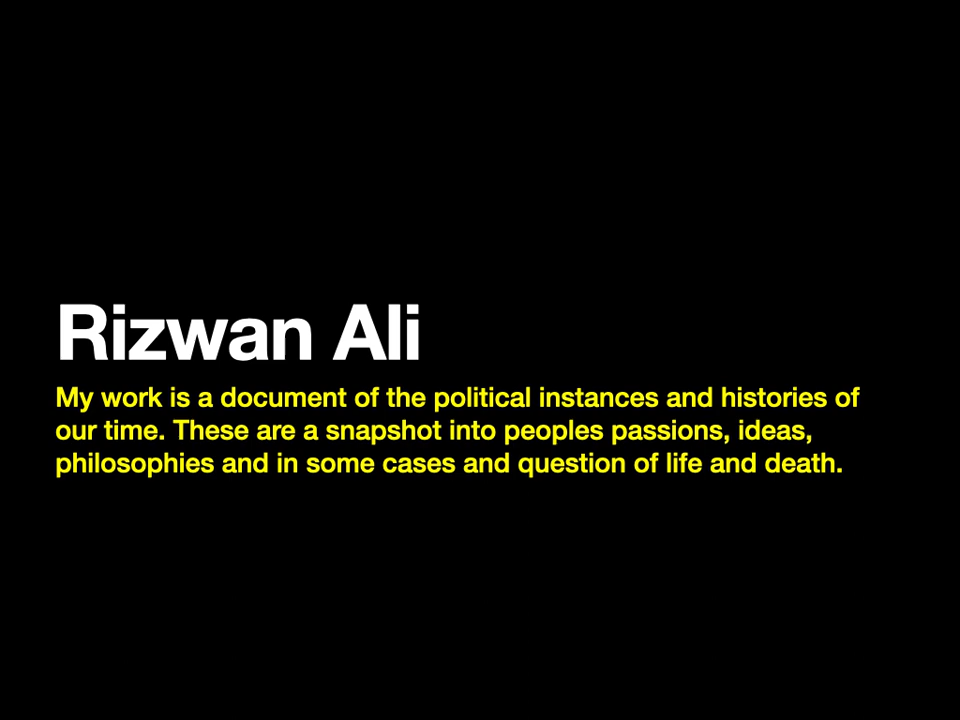 Rizwan Ali
My work is a document of the political instances and histories of
our time. These are a snapshot into peoples passions, ideas,
philosophies and in some cases and question of life and death.